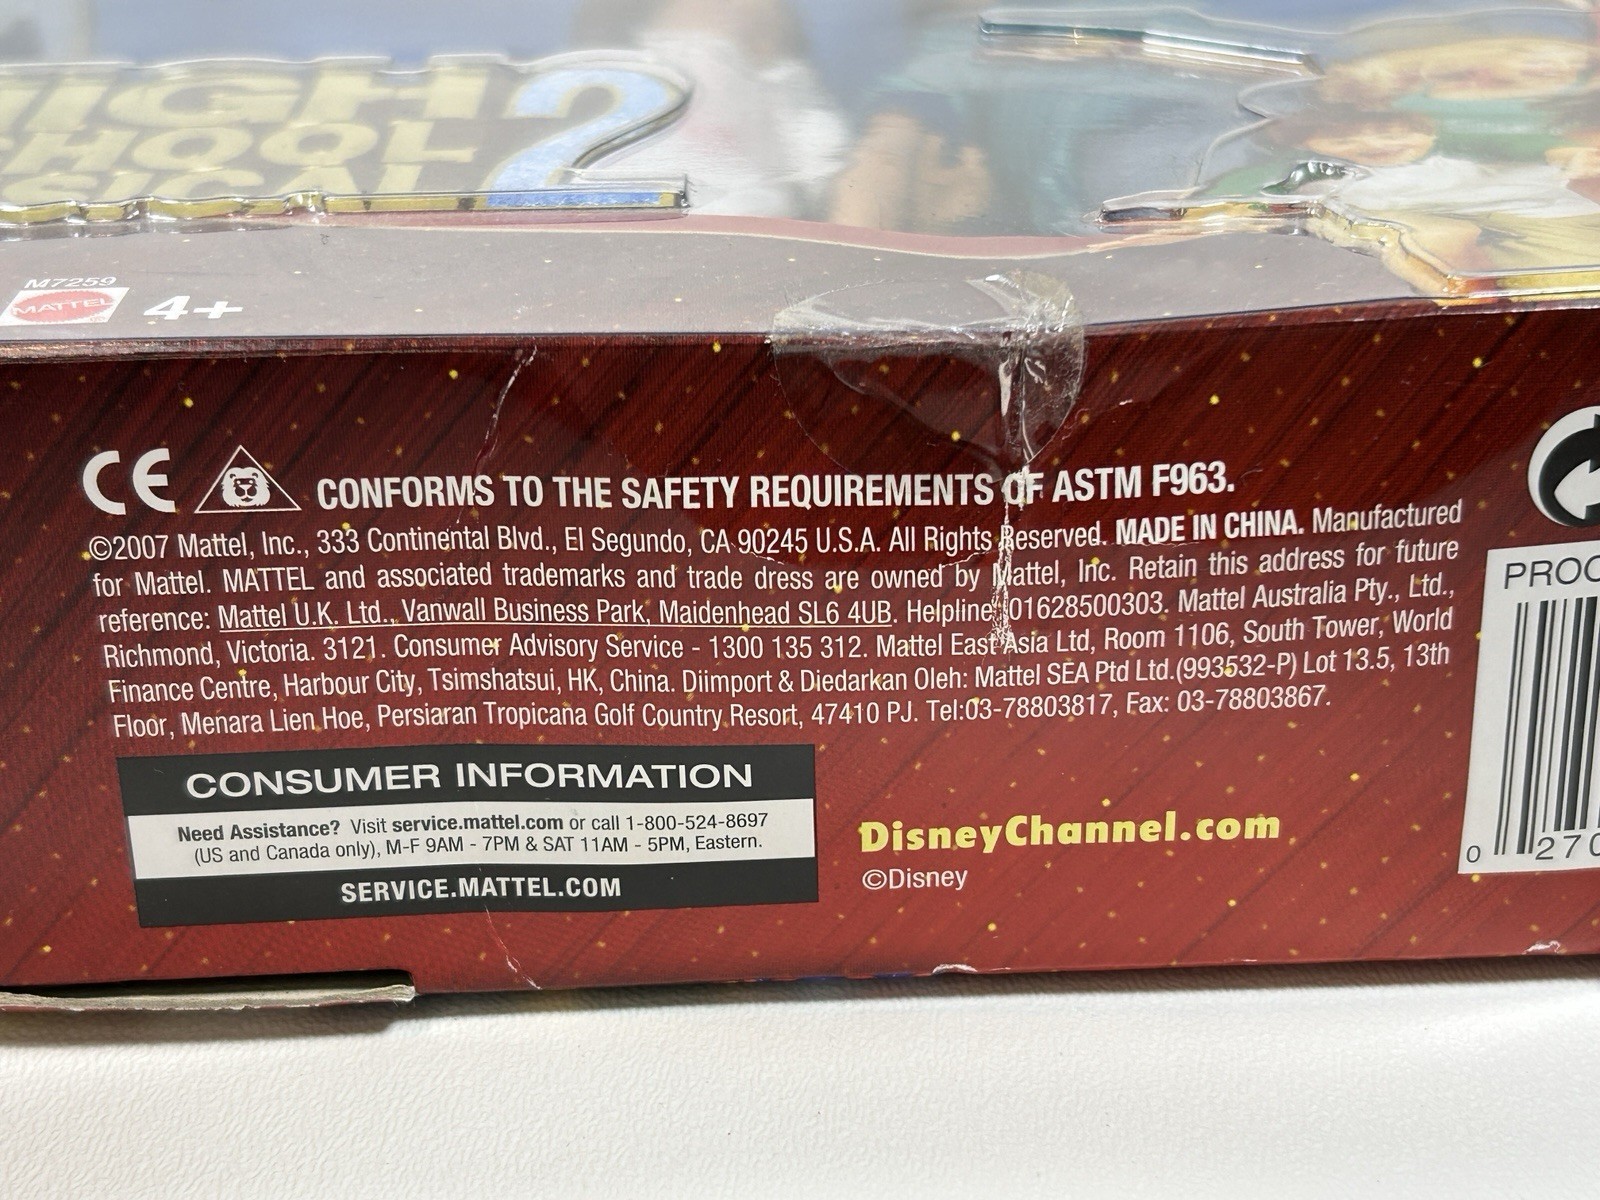 HIGH
SCHOOL 2
MUSICAL
M7259
MATTEL
4+
CE CONFORMS TO THE SAFETY REQUIREMENTS OF ASTM F963.
©2007 Mattel, Inc., 333 Continental Blvd., El Segundo, CA 90245 U.S.A. All Rights Reserved. MADE IN CHINA. Manufactured
for Mattel. MATTEL and associated trademarks and trade dress are owned by Mattel, Inc. Retain this address for future
reference: Mattel U.K. Ltd., Vanwall Business Park, Maidenhead SL6 4UB. Helpline 01628500303. Mattel Australia Pty., Ltd.,
Richmond, Victoria. 3121. Consumer Advisory Service - 1300 135 312. Mattel East Asia Ltd, Room 1106, South Tower, World
Finance Centre, Harbour City, Tsimshatsui, HK, China. Diimport & Diedarkan Oleh: Mattel SEA Ptd Ltd.(993532-P) Lot 13.5, 13th
Floor, Menara Lien Hoe, Persiaran Tropicana Golf Country Resort, 47410 PJ. Tel:03-78803817, Fax: 03-78803867.
CONSUMER INFORMATION
Need Assistance? Visit service.mattel.com or call 1-800-524-8697
(US and Canada only), M-F 9AM - 7PM & SAT 11AM - 5PM, Eastern.
SERVICE.MATTEL.COM
DisneyChannel.com
©Disney
PROO
0 270